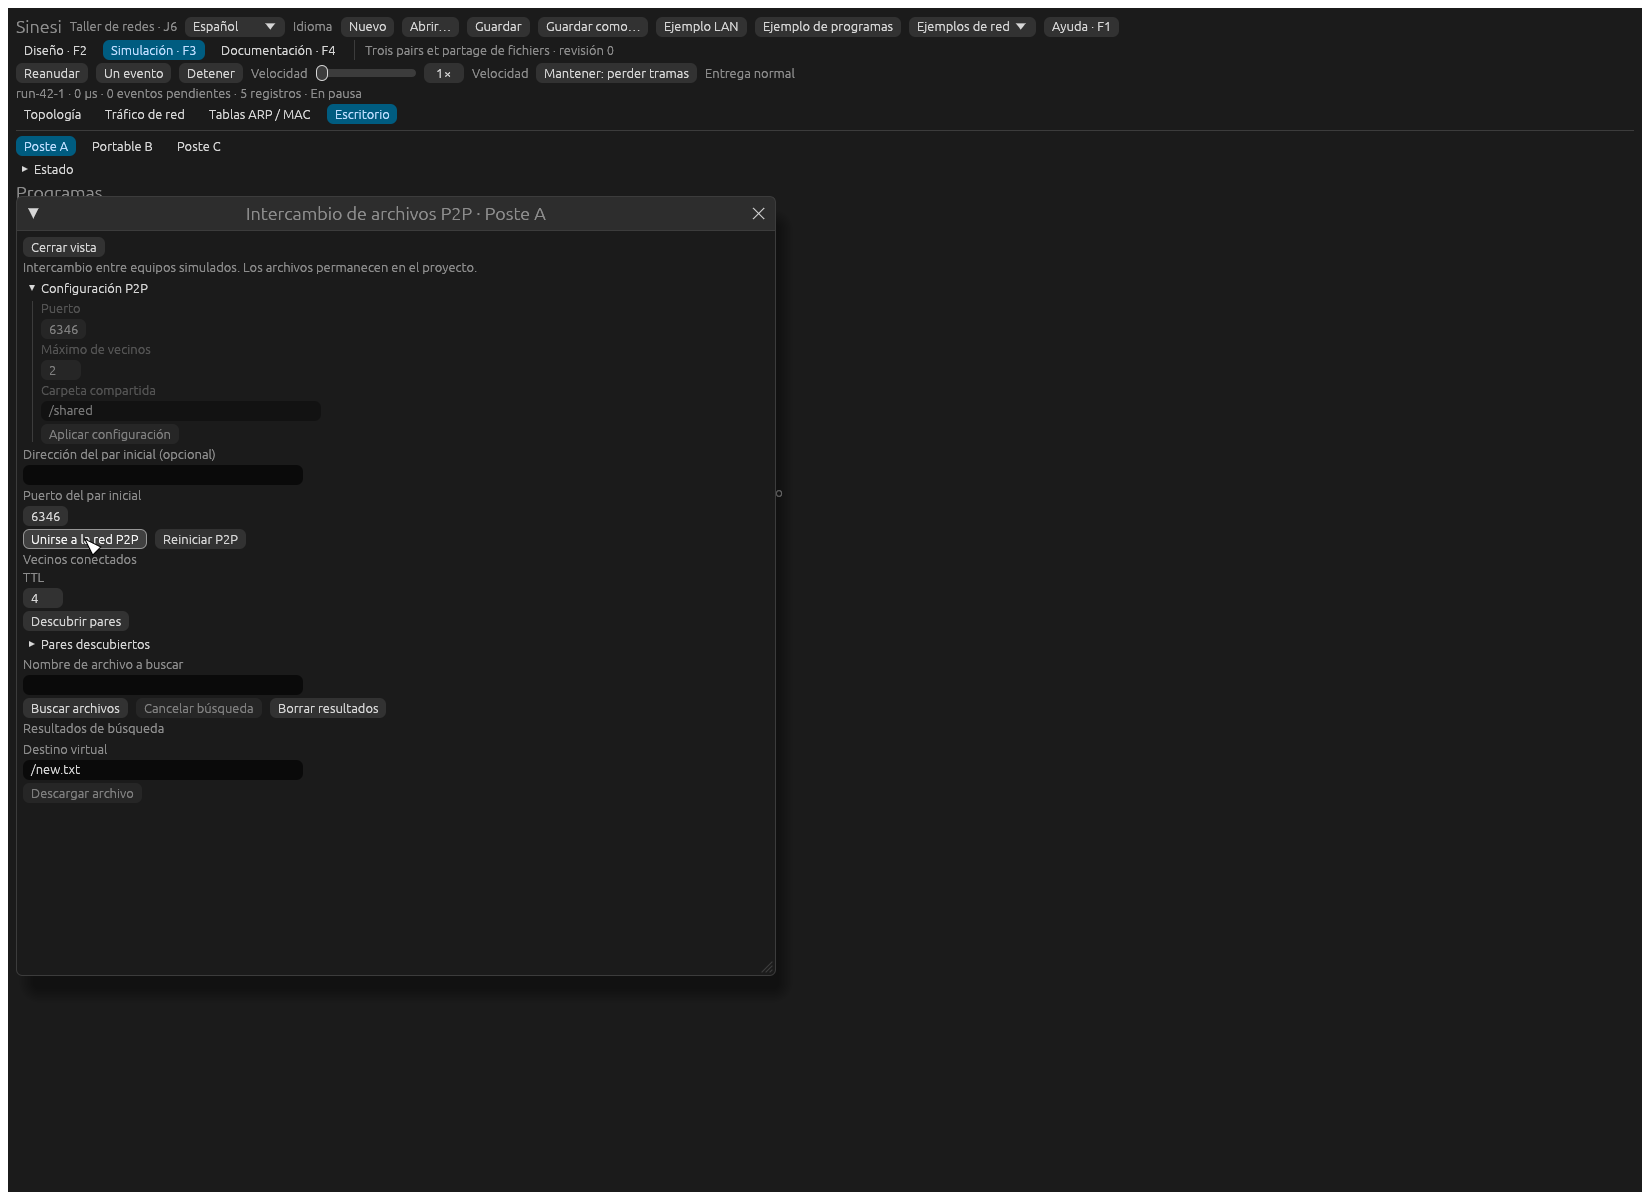 Sinesi Taller de redes · J6 Español Idioma Nuevo Abrir... Guardar Guardar como... Ejemplo LAN Ejemplo de programas Ejemplos de red Ayuda · F1
Diseño · F2 Simulación · F3 Documentación · F4 Trois pairs et partage de fichiers · revisión 0
Reanudar Un evento Detener Velocidad 1× Velocidad Mantener: perder tramas Entrega normal
run-42-1 · 0 µs · 0 eventos pendientes · 5 registros · En pausa
Topología Tráfico de red Tablas ARP / MAC Escritorio
Poste A Portable B Poste C
Estado
Programas
Intercambio de archivos P2P · Poste A
Cerrar vista
Intercambio entre equipos simulados. Los archivos permanecen en el proyecto.
Configuración P2P
Puerto
6346
Máximo de vecinos
2
Carpeta compartida
/shared
Aplicar configuración
Dirección del par inicial (opcional)
Puerto del par inicial
o
6346
Unirse a la red P2P Reiniciar P2P
Vecinos conectados
TTL
4
Descubrir pares
Pares descubiertos
Nombre de archivo a buscar
Buscar archivos Cancelar búsqueda Borrar resultados
Resultados de búsqueda
Destino virtual
/new.txt
Descargar archivo